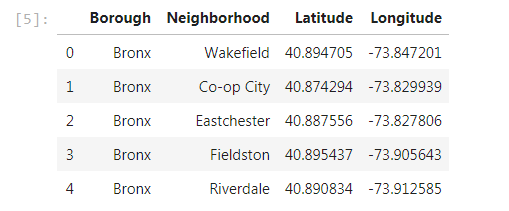 [5]: Borough Neighborhood Latitude Longitude
0 Bronx Wakefield 40.894705 -73.847201
1 Bronx Co-op City 40.874294 -73.829939
2 Bronx Eastchester 40.887556 -73.827806
3 Bronx Fieldston 40.895437 -73.905643
4 Bronx Riverdale 40.890834 -73.912585